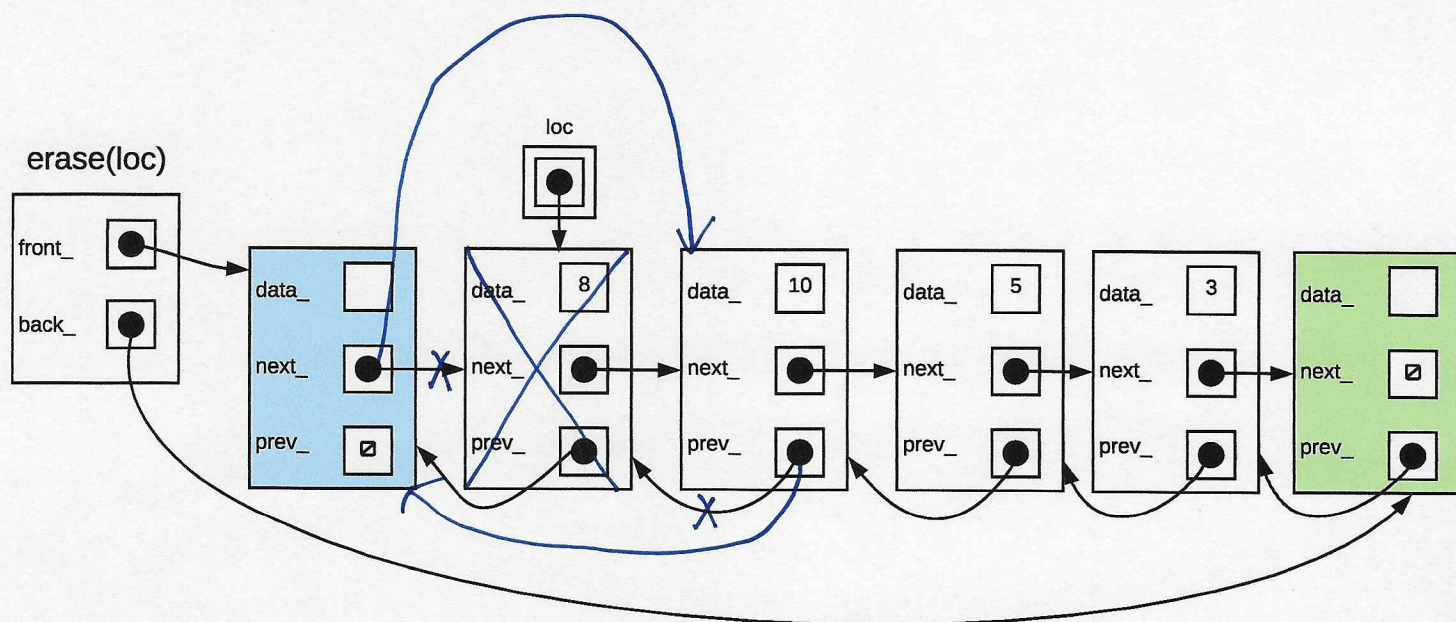 loc
erase(loc)
front_
back_
data_
next_
prev_
data_ 8
next_
prev_
data_ 10
next_
prev_
data_ 5
next_
prev_
data_ 3
next_
prev_
data_
next_
prev_